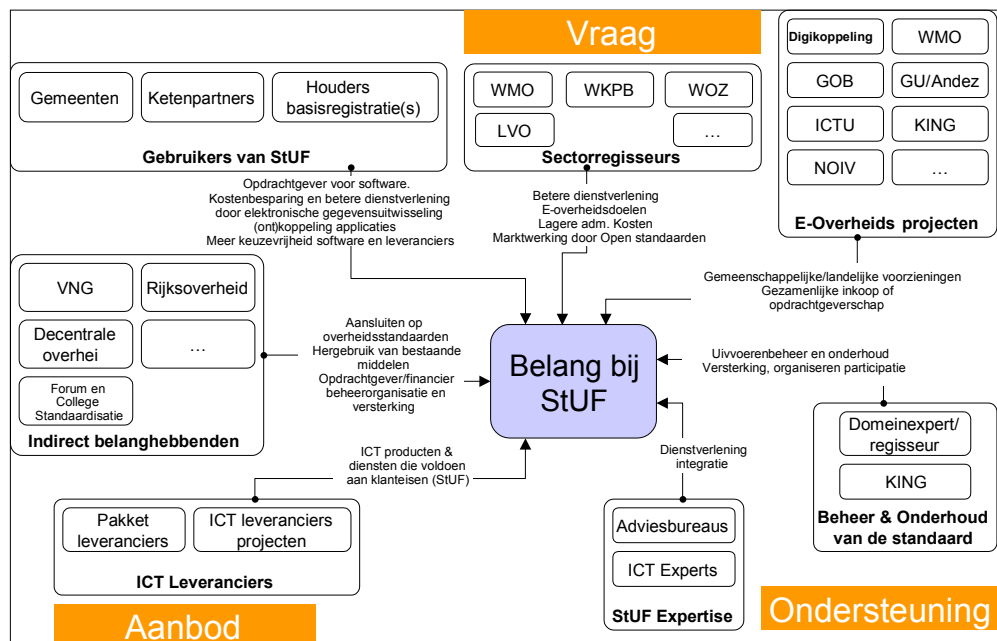 Vraag
Gemeenten
Ketenpartners
Houders
basisregistratie(s)
Gebruikers van StUF
WMO
WKPB
WOZ
LVO
...
Sectorregisseurs
Digikoppeling
WMO
GOB
GU/Andez
ICTU
KING
NOIV
...
E-Overheids projecten
Opdrachtgever voor software.
Kostenbesparing en betere dienstverlening
door elektronische gegevensuitwisseling
(ont)koppeling applicaties
Meer keuzevrijheid software en leveranciers
Betere dienstverlening
E-overheidsdoelen
Lagere adm. Kosten
Marktwerking door Open standaarden
Gemeenschappelijke/landelijke voorzieningen
Gezamenlijke inkoop of
opdrachtgeverschap
VNG
Rijksoverheid
Decentrale
overhei
...
Forum en
College
Standaardisatie
Indirect belanghebbenden
Aansluiten op
overheidsstandaarden
Hergebruik van bestaande
middelen
Opdrachtgever/financier
beheerorganisatie en
versterking
Belang bij
StUF
Uivvoerenbeheer en onderhoud
Versterking, organiseren participatie
Domeinexpert/
regisseur
KING
Beheer & Onderhoud
van de standaard
ICT producten &
diensten die voldoen
aan klanteisen (StUF)
Dienstverlening
integratie
Pakket
leveranciers
ICT leveranciers
projecten
ICT Leveranciers
Adviesbureaus
ICT Experts
StUF Expertise
Aanbod
Ondersteuning